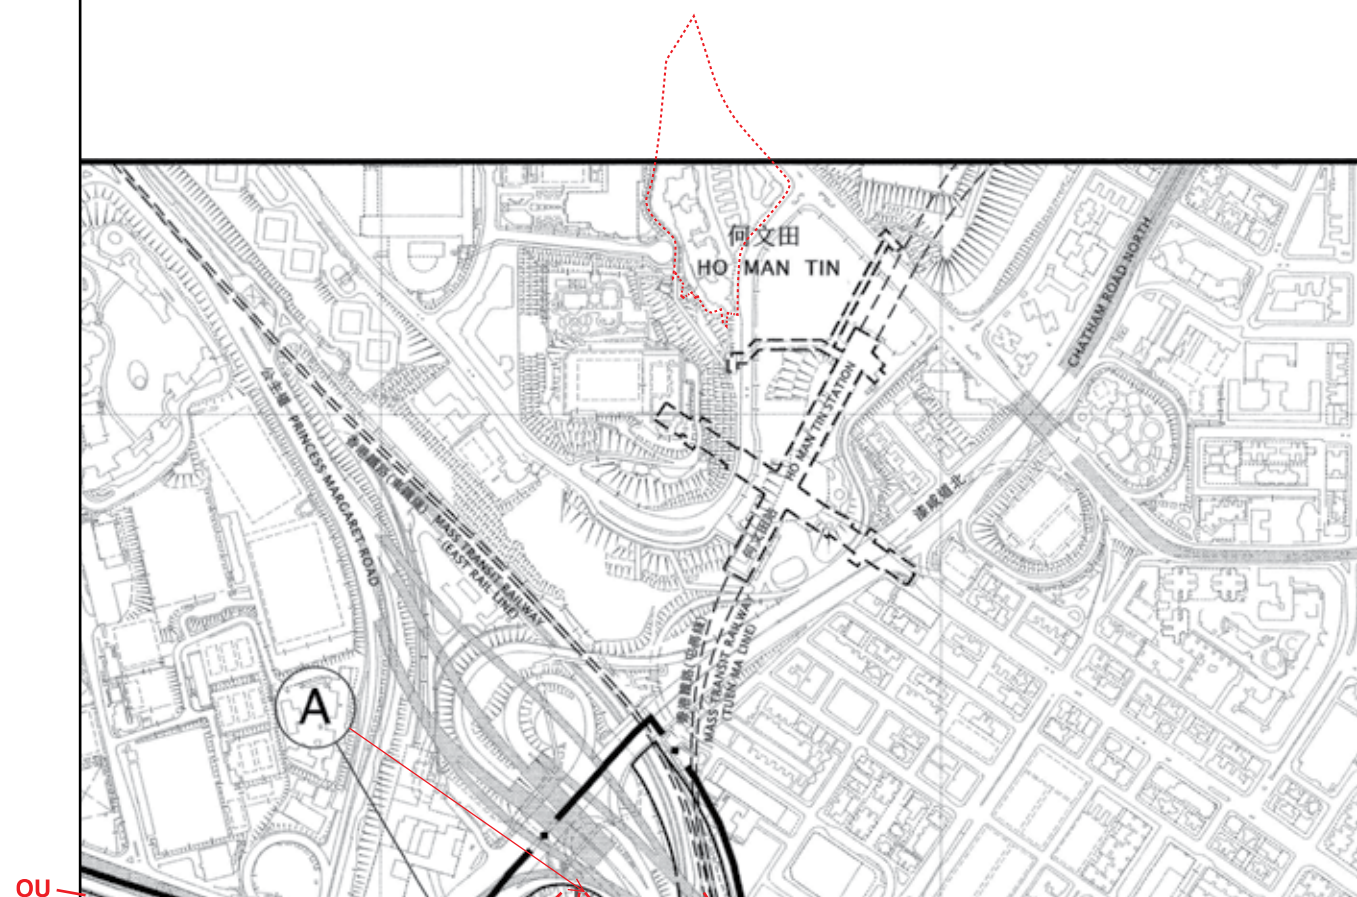 何文田
HO MAN TIN
CHATHAM ROAD NORTH
漆咸道北
公主道 PRINCESS MARGARET ROAD
香港鐵路(東鐵綫) MASS TRANSIT RAILWAY
(EAST RAIL LINE)
HO MAN TIN STATION
何文田站
香港鐵路(屯馬綫)
MASS TRANSIT RAILWAY
(TUEN MA LINE)
A
OU